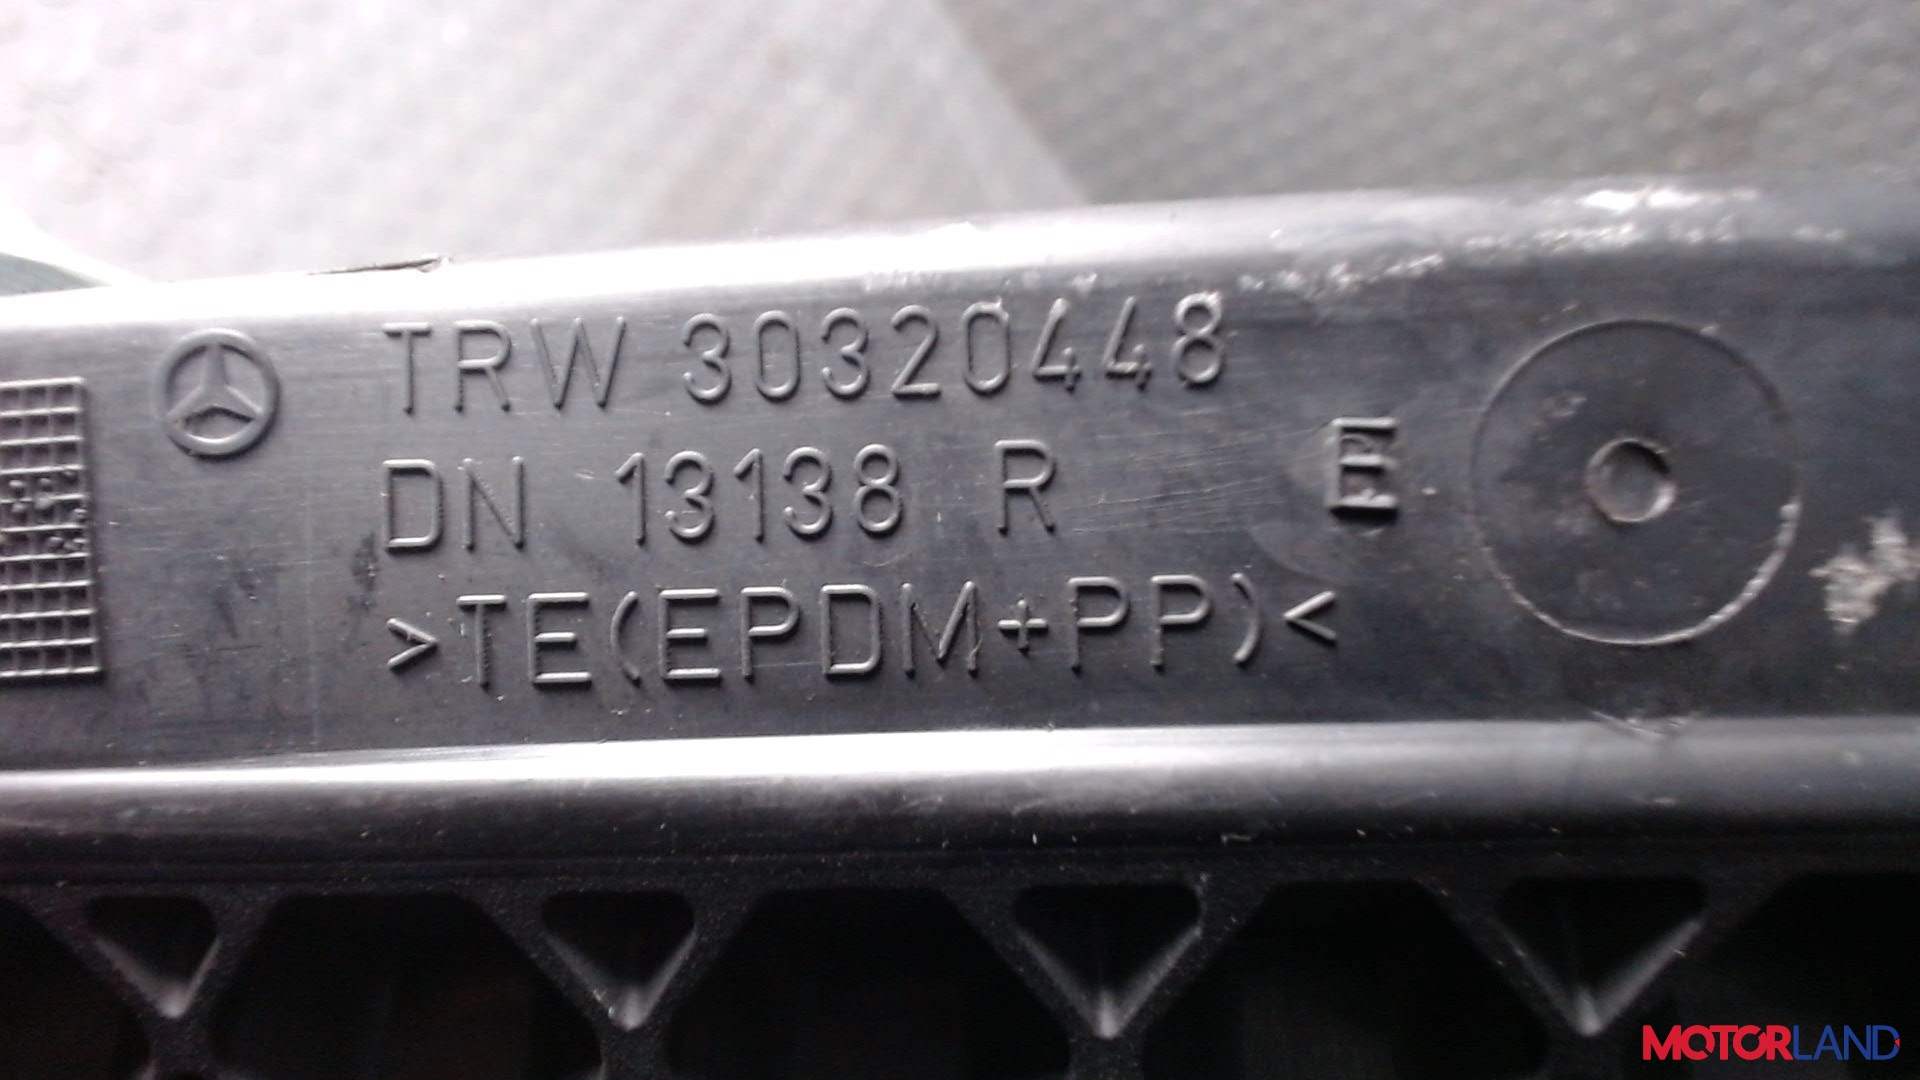 TRW 30320448
DN 13138 R
E
>TE(EPDM+PP)<
MOTORLAND